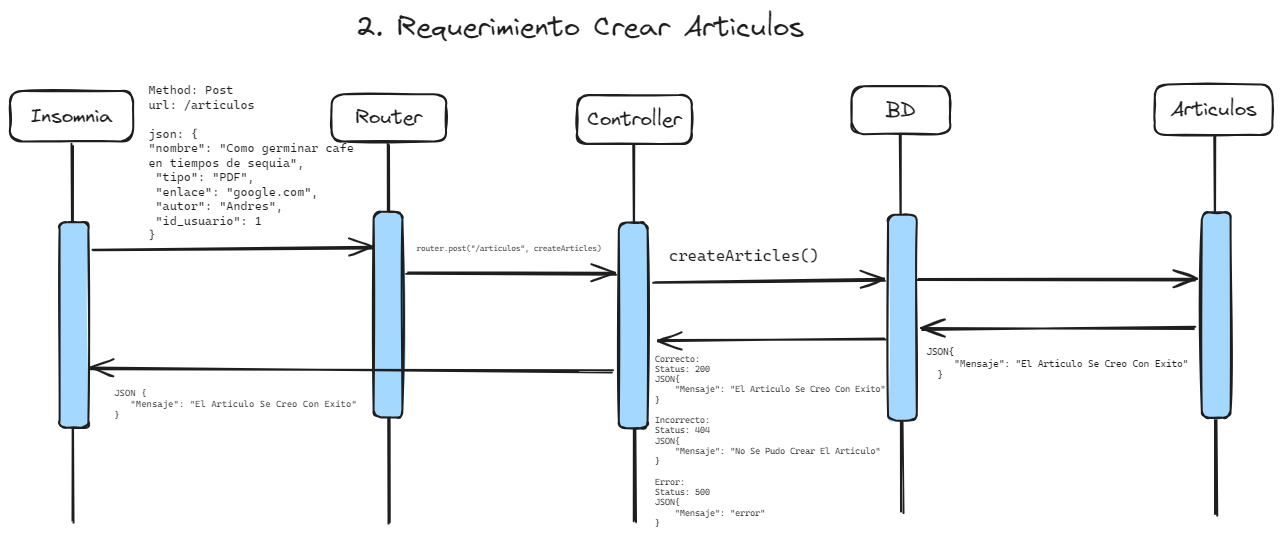 2. Requerimiento Crear Articulos
Insomnia
Method: Post
url: /articulos
json: {
"nombre": "Como germinar cafe
en tiempos de sequia",
"tipo": "PDF",
"enlace": "google.com",
"autor": "Andres",
"id_usuario": 1
}
Router
Controller
BD
Articulos
router.post("/articulos", createArticles)
createArticles()
JSON{
"Mensaje": "El Articulo Se Creo Con Exito"
}
Correcto:
Status: 200
JSON{
"Mensaje": "El Articulo Se Creo Con Exito"
}
Incorrecto:
Status: 404
JSON{
"Mensaje": "No Se Pudo Crear El Articulo"
}
Error:
Status: 500
JSON{
"Mensaje": "error"
}
JSON {
"Mensaje": "El Articulo Se Creo Con Exito"
}